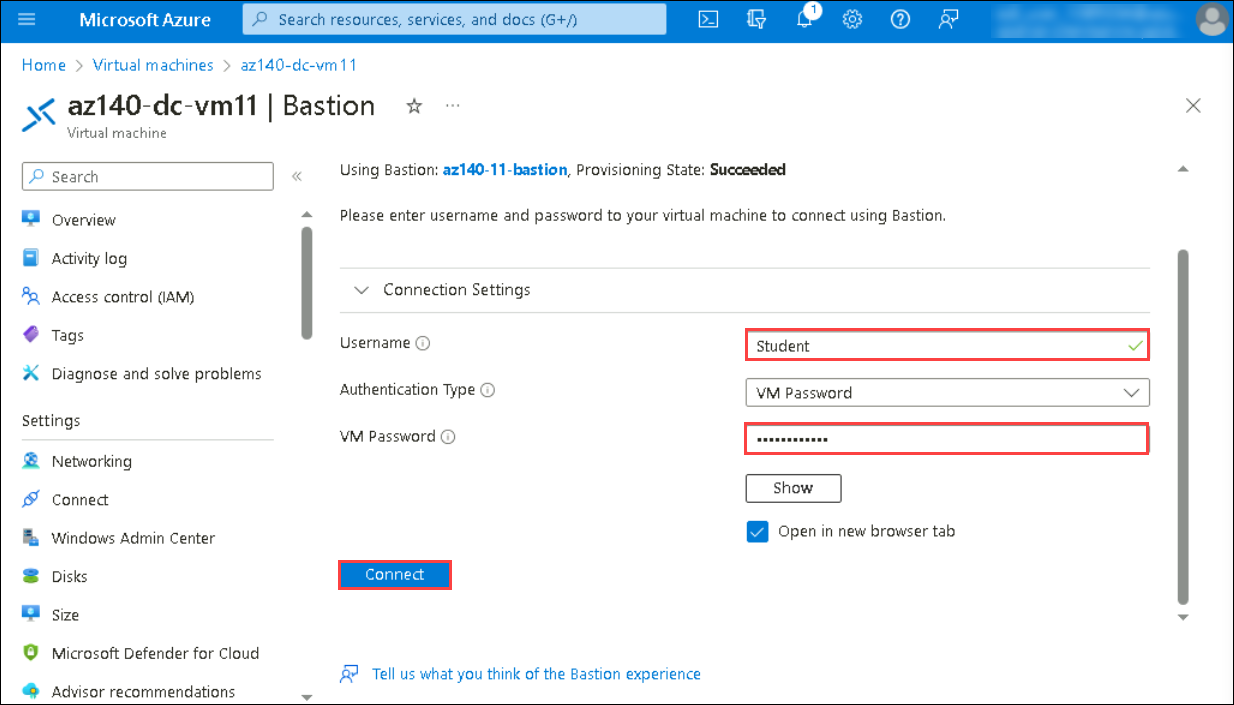 Microsoft Azure
Search resources, services, and docs (G+/)
1
Home > Virtual machines > az140-dc-vm11
az140-dc-vm11 | Bastion
Virtual machine
Search
Overview
Activity log
Access control (IAM)
Tags
Diagnose and solve problems
Settings
Networking
Connect
Windows Admin Center
Disks
Size
Microsoft Defender for Cloud
Advisor recommendations
Using Bastion: az140-11-bastion, Provisioning State: Succeeded
Please enter username and password to your virtual machine to connect using Bastion.
Connection Settings
Username
Student
Authentication Type
VM Password
VM Password
••••••••••••
Show
Open in new browser tab
Connect
Tell us what you think of the Bastion experience